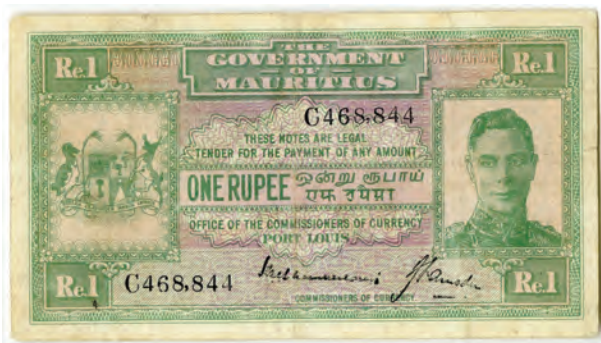 THE
GOVERNMENT
OF
MAURITIUS
Re.1
Re.1
C468,844
THESE NOTES ARE LEGAL
TENDER FOR THE PAYMENT OF ANY AMOUNT
ONE RUPEE ஒன்று ரூபாய்
एक रुपैया
OFFICE OF THE COMMISSIONERS OF CURRENCY
PORT LOUIS
Re.1
C468,844
Re.1
COMMISSIONERS OF CURRENCY